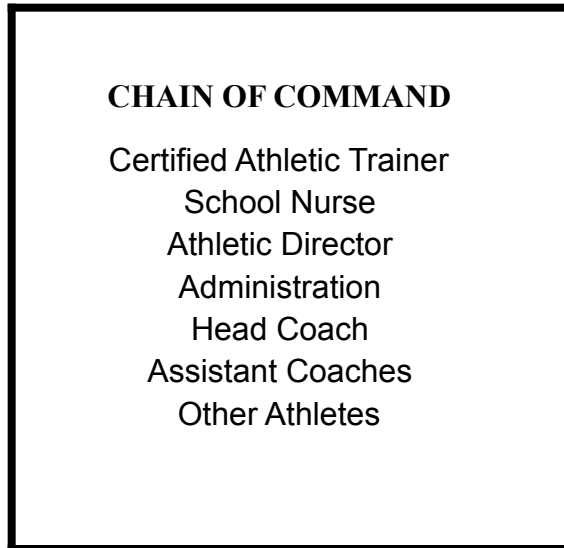 CHAIN OF COMMAND
Certified Athletic Trainer
School Nurse
Athletic Director
Administration
Head Coach
Assistant Coaches
Other Athletes